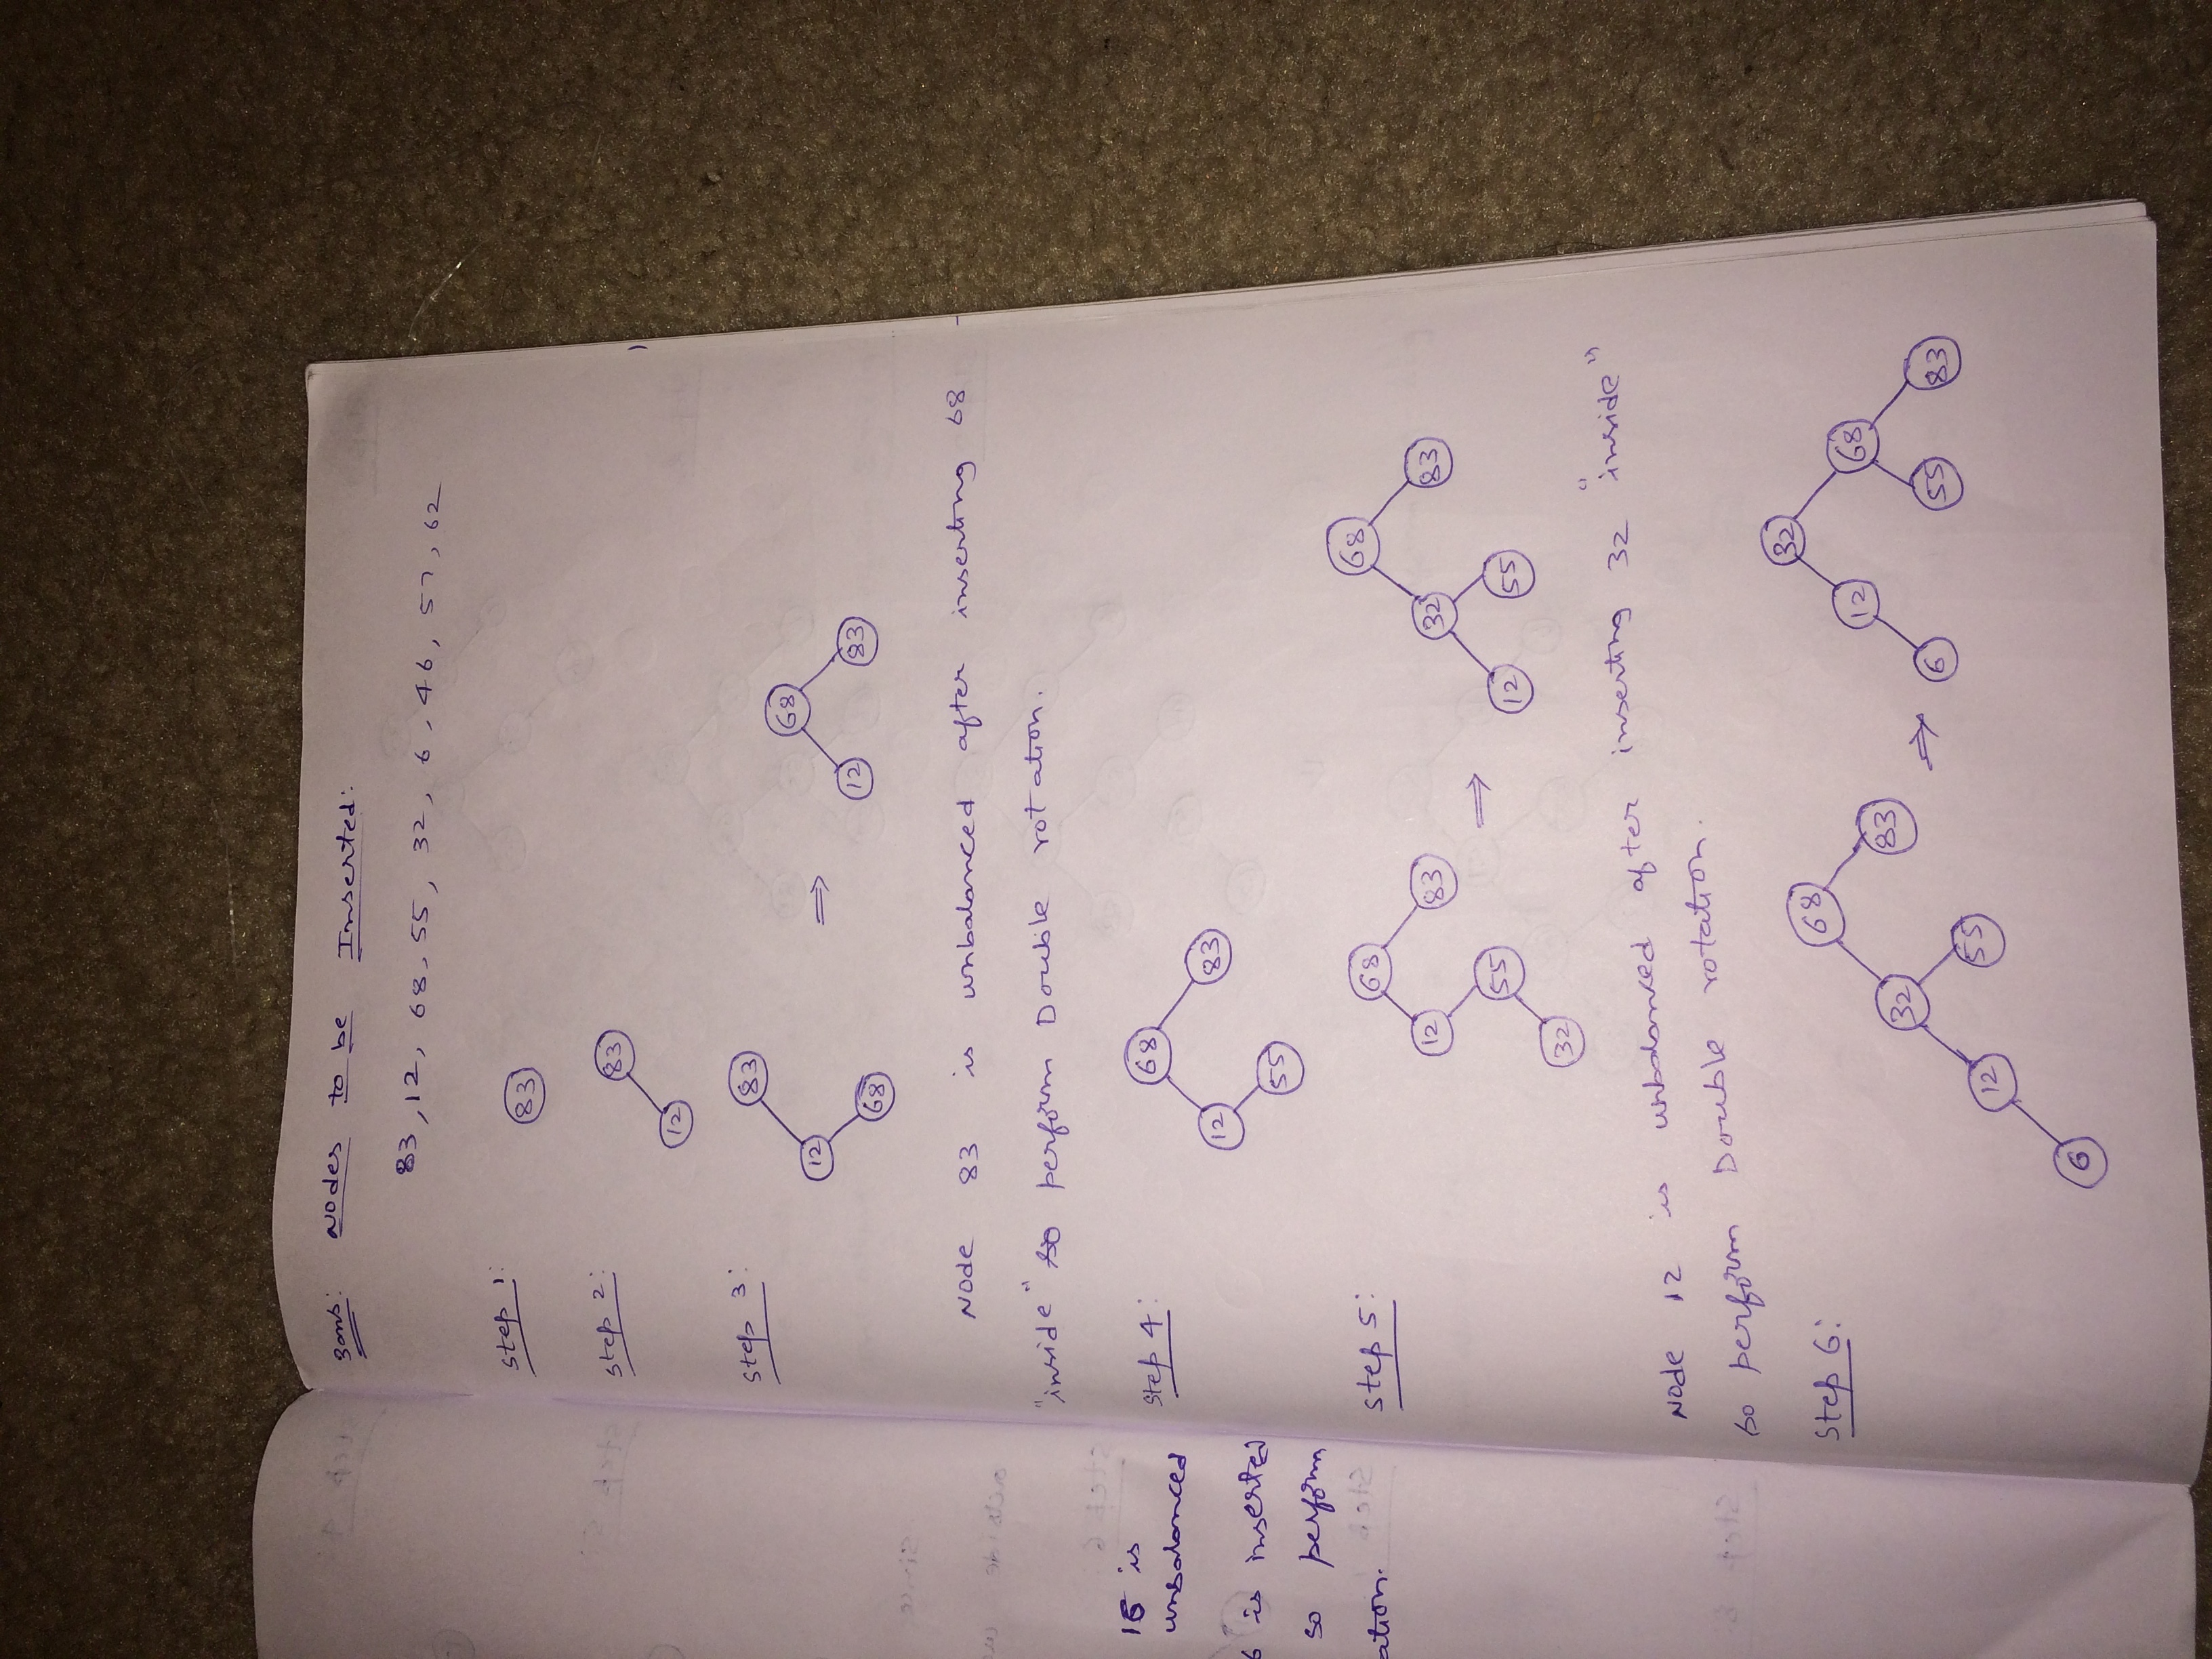 3ans: Nodes to be Inserted:
83, 12, 68, 55, 32, 6, 46, 57, 62
Step 1:
83
Step 2:
83
12
Step 3:
83
12
68
⇒
68
12 83
Node 83 is unbalanced after inserting 68
"inside" so perform Double rotation.
Step 4:
68
12 83
55
Step 5:
68
12 83
55
32
⇒
68
32 83
12 55
Node 12 is unbalanced after inserting 32 "inside"
so perform Double rotation.
Step 6:
68
32 83
12 55
6
⇒
32
12 68
6 55 83
is
unbalanced
6 is inserted
so perform
ation.